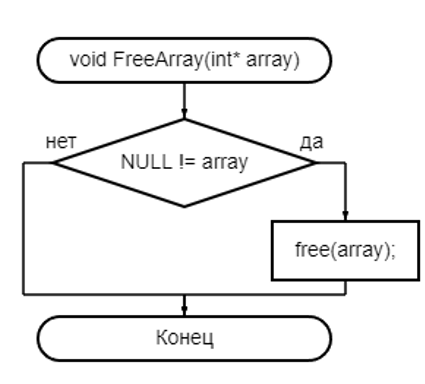 void FreeArray(int* array)
нет
да
NULL != array
free(array);
Конец